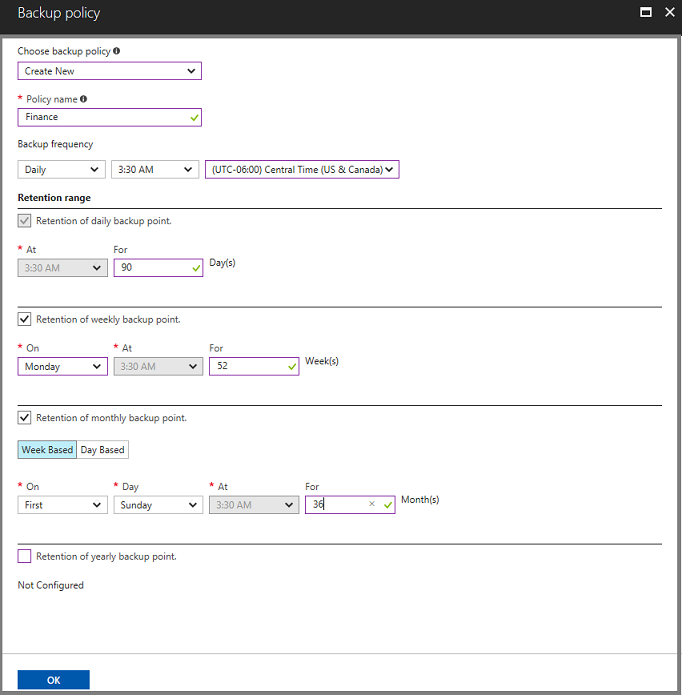 Backup policy
Choose backup policy
Create New
* Policy name
Finance
Backup frequency
Daily 3:30 AM (UTC-06:00) Central Time (US & Canada)
Retention range
Retention of daily backup point.
* At For
3:30 AM 90 Day(s)
Retention of weekly backup point.
* On * At For
Monday 3:30 AM 52 Week(s)
Retention of monthly backup point.
Week Based Day Based
* On * Day * At For
First Sunday 3:30 AM 36 Month(s)
Retention of yearly backup point.
Not Configured
OK